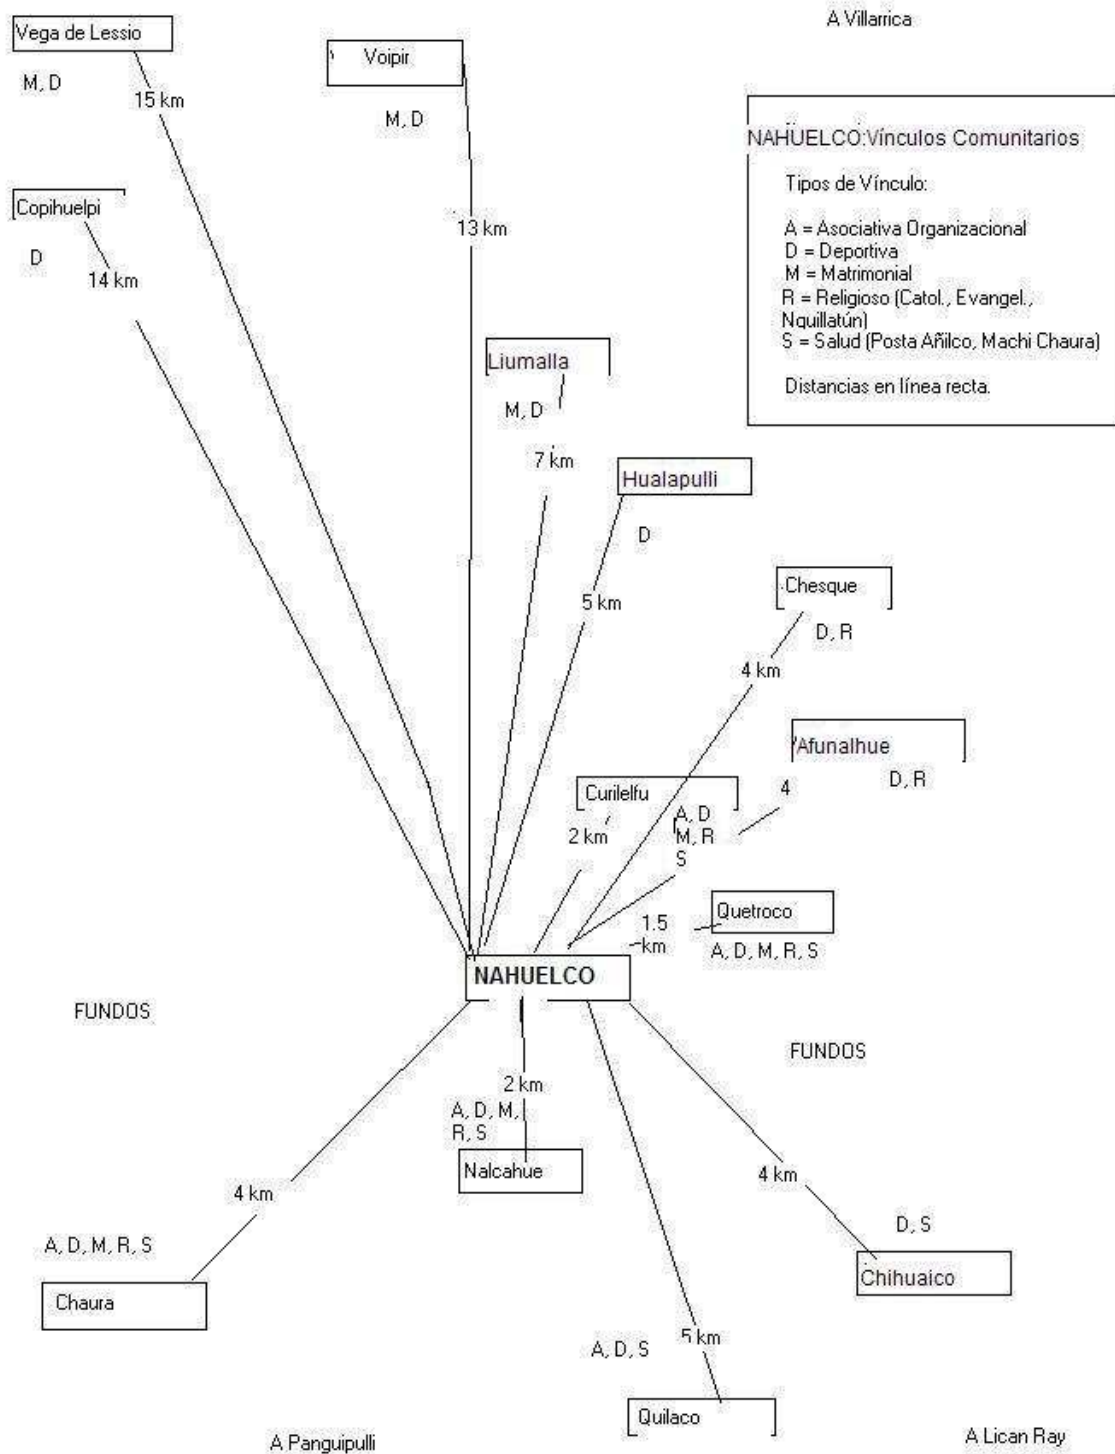 A Villarrica
Vega de Lessio
M, D
15 km
Voipir
M, D
13 km
NAHUELCO:Vínculos Comunitarios
Tipos de Vínculo:
A = Asociativa Organizacional
D = Deportiva
M = Matrimonial
R = Religioso (Catol., Evangel.,
Nquillatún)
S = Salud (Posta Añilco, Machi Chaura)
Distancias en línea recta.
Copihuelpi
D
14 km
Liumalla
M, D
7 km
Hualapulli
D
5 km
Chesque
D, R
4 km
Afunalhue
D, R
4
Curilelfu
2 km
A, D
M, R
S
Quetroco
1.5
km
A, D, M, R, S
NAHUELCO
FUNDOS
FUNDOS
2 km
A, D, M,
R, S
Nalcahue
4 km
A, D, M, R, S
Chaura
4 km
D, S
Chihuaico
A, D, S
5 km
Quilaco
A Panguipulli
A Lican Ray